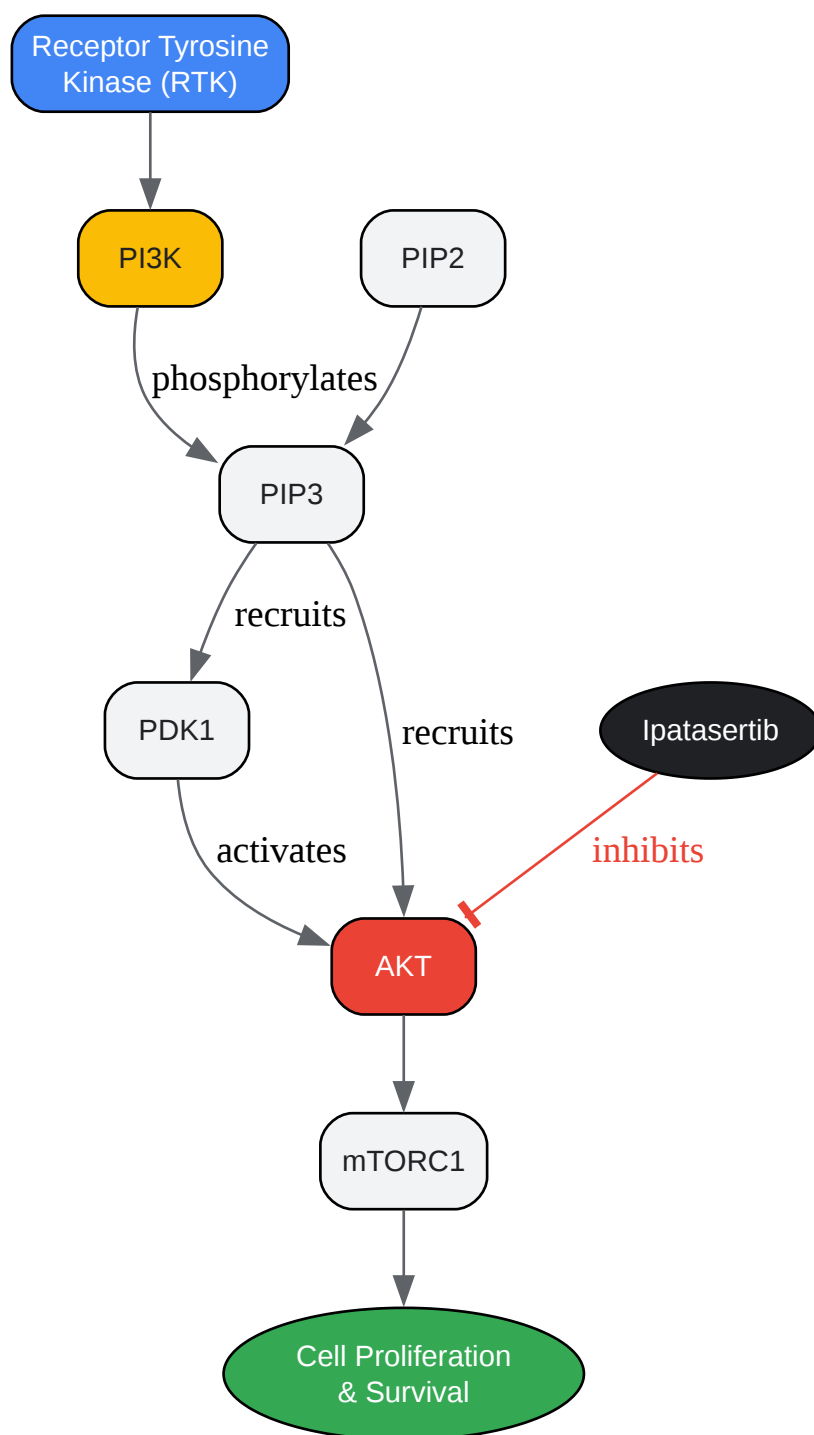 Receptor Tyrosine
Kinase (RTK)
PI3K
PIP2
phosphorylates
PIP3
recruits
PDK1
recruits
Ipatasertib
activates
inhibits
AKT
mTORC1
Cell Proliferation
& Survival